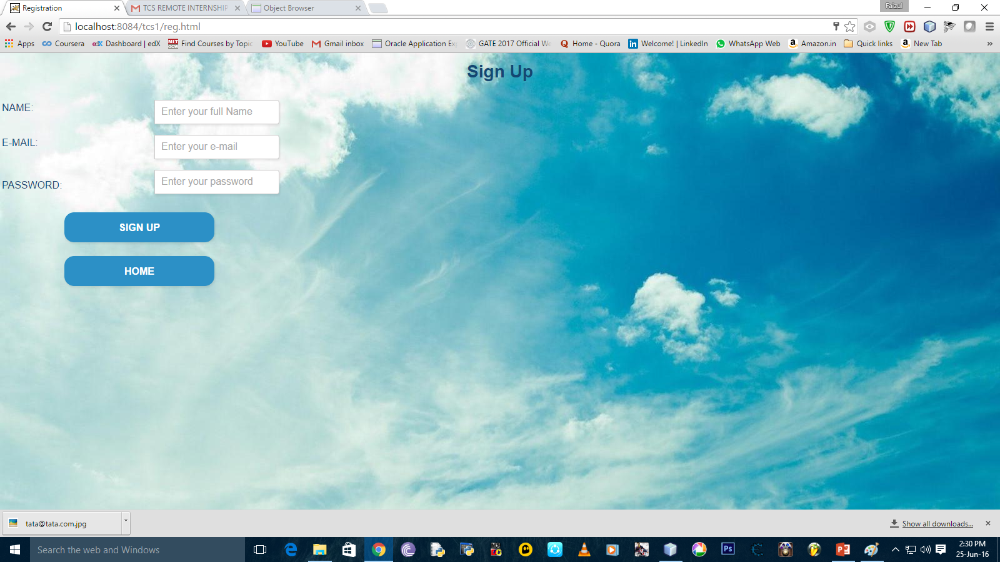 Registration
TCS REMOTE INTERNSHIP
Object Browser
Faizul
localhost:8084/tcs1/reg.html
Apps
Coursera
edX Dashboard | edX
MIT OCW Find Courses by Topic
YouTube
Gmail inbox
Oracle Application
GATE 2017 Official
Home - Quora
Welcome! | LinkedIn
WhatsApp Web
Amazon.in
Quick links
New Tab
Sign Up
NAME:
Enter your full Name
E-MAIL:
Enter your e-mail
PASSWORD:
Enter your password
SIGN UP
HOME
tata@tata.com.jpg
Show all downloads...
Search the web and Windows
Ps
2:30 PM
25-Jun-16